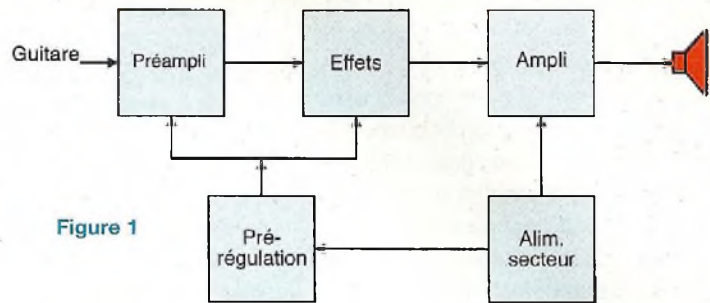 Guitare
Préampli
Effets
Ampli
Figure 1
Pré-
régulation
Alim.
secteur